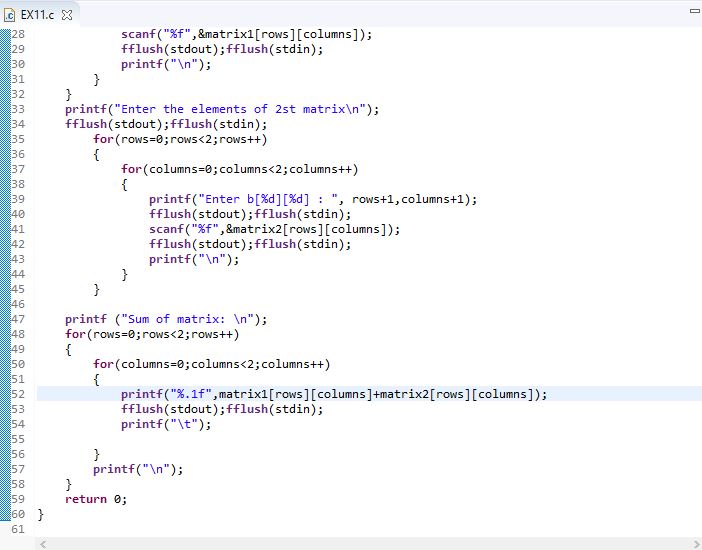 EX11.c
28 scanf("%f",&matrix1[rows][columns]);
29 fflush(stdout);fflush(stdin);
30 printf("\n");
31 }
32 }
33 printf("Enter the elements of 2st matrix\n");
34 fflush(stdout);fflush(stdin);
35 for(rows=0;rows<2;rows++)
36 {
37 for(columns=0;columns<2;columns++)
38 {
39 printf("Enter b[%d][%d] : ", rows+1,columns+1);
40 fflush(stdout);fflush(stdin);
41 scanf("%f",&matrix2[rows][columns]);
42 fflush(stdout);fflush(stdin);
43 printf("\n");
44 }
45 }
46
47 printf ("Sum of matrix: \n");
48 for(rows=0;rows<2;rows++)
49 {
50 for(columns=0;columns<2;columns++)
51 {
52 printf("%.1f",matrix1[rows][columns]+matrix2[rows][columns]);
53 fflush(stdout);fflush(stdin);
54 printf("\t");
55
56 }
57 printf("\n");
58 }
59 return 0;
60 }
61